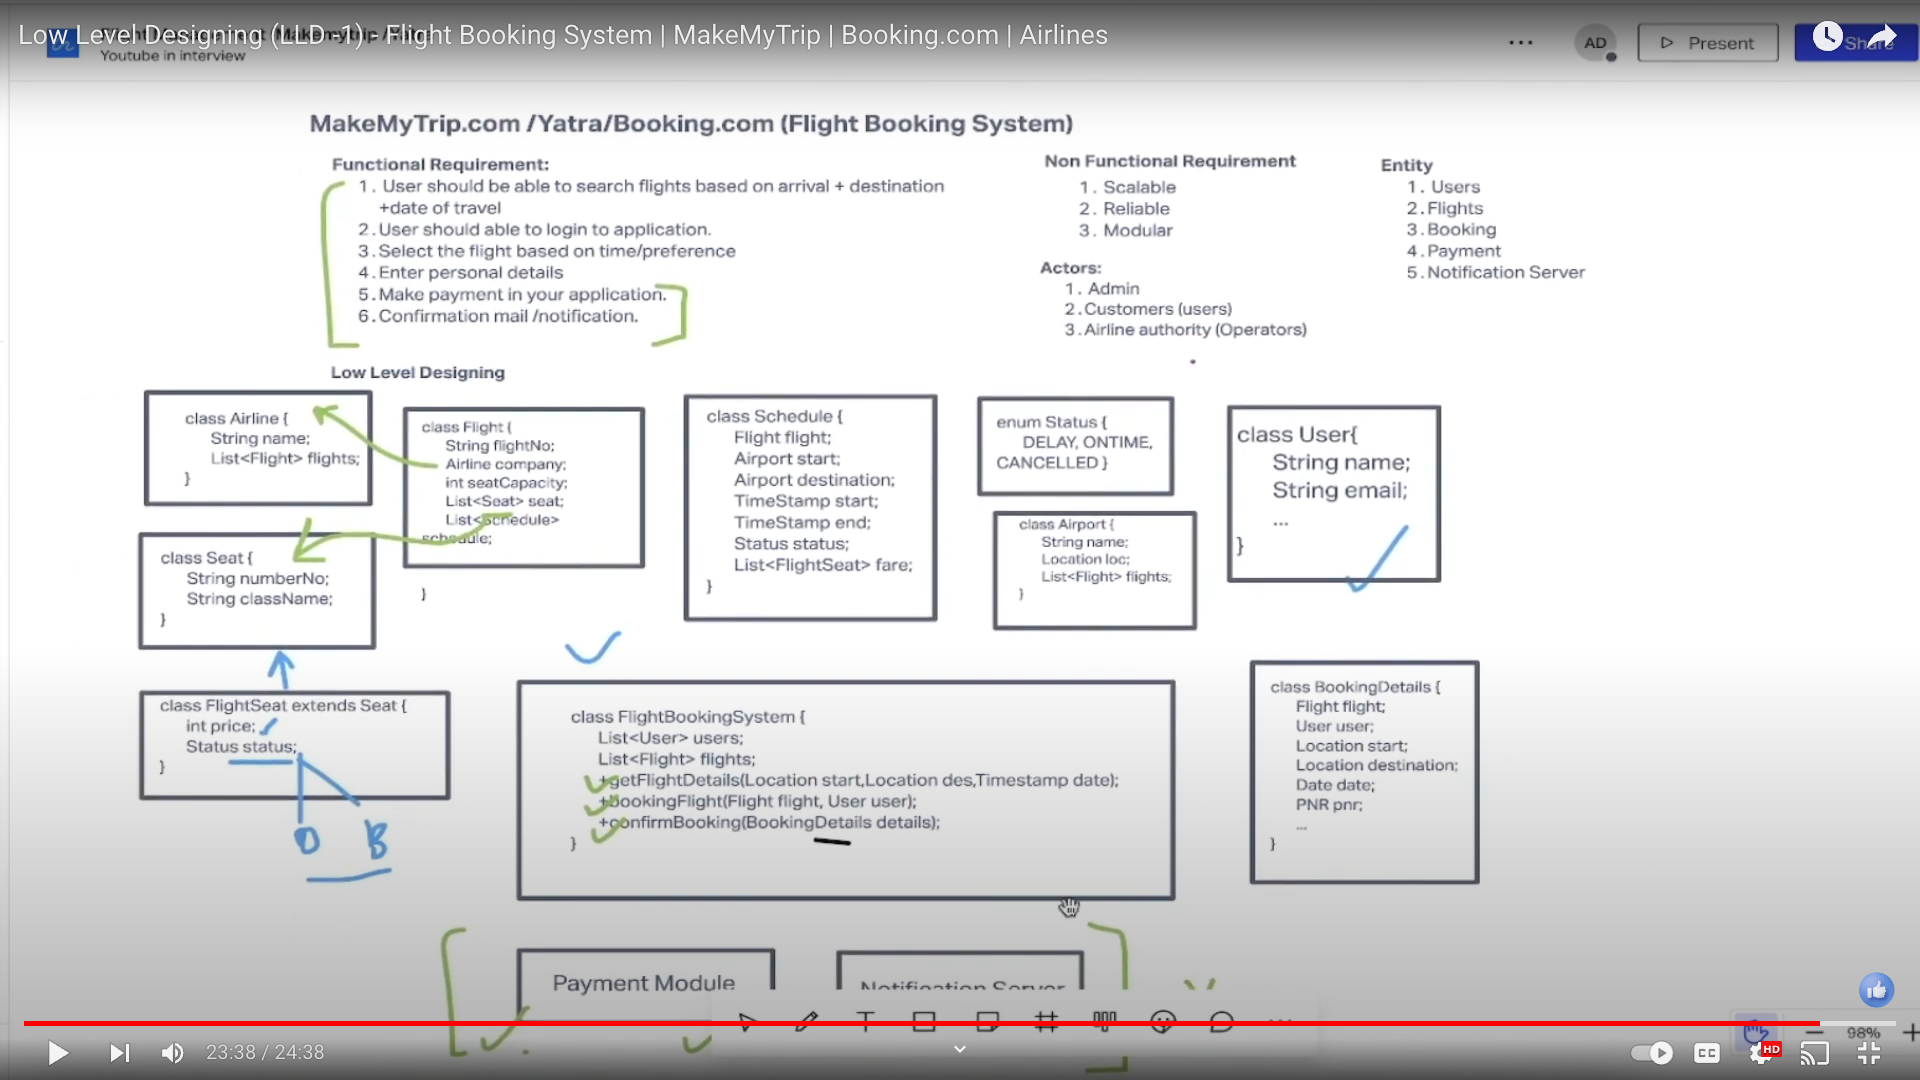 Low Level Designing (LLD -1) - Flight Booking System | MakeMyTrip | Booking.com | Airlines
Youtube in interview
AD
Present
Share
MakeMyTrip.com /Yatra/Booking.com (Flight Booking System)
Functional Requirement:
1. User should be able to search flights based on arrival + destination
+date of travel
2. User should able to login to application.
3. Select the flight based on time/preference
4. Enter personal details
5. Make payment in your application.
6. Confirmation mail /notification.
Non Functional Requirement
1. Scalable
2. Reliable
3. Modular
Actors:
1. Admin
2. Customers (users)
3. Airline authority (Operators)
Entity
1. Users
2. Flights
3. Booking
4. Payment
5. Notification Server
Low Level Designing
class Airline {
String name;
List<Flight> flights;
}
class Flight {
String flightNo;
Airline company;
int seatCapacity;
List<Seat> seat;
List<Schedule>
schedule;
}
class Schedule {
Flight flight;
Airport start;
Airport destination;
TimeStamp start;
TimeStamp end;
Status status;
List<FlightSeat> fare;
}
enum Status {
DELAY, ONTIME,
CANCELLED }
class User{
String name;
String email;
...
}
class Seat {
String numberNo;
String className;
}
class Airport {
String name;
Location loc;
List<Flight> flights;
}
class FlightSeat extends Seat {
int price;
Status status;
}
O B
class FlightBookingSystem {
List<User> users;
List<Flight> flights;
+getFlightDetails(Location start,Location des,Timestamp date);
+bookingFlight(Flight flight, User user);
+confirmBooking(BookingDetails details);
}
class BookingDetails {
Flight flight;
User user;
Location start;
Location destination;
Date date;
PNR pnr;
...
}
Payment Module
Notification Server
98%
23:38 / 24:38
CC
HD